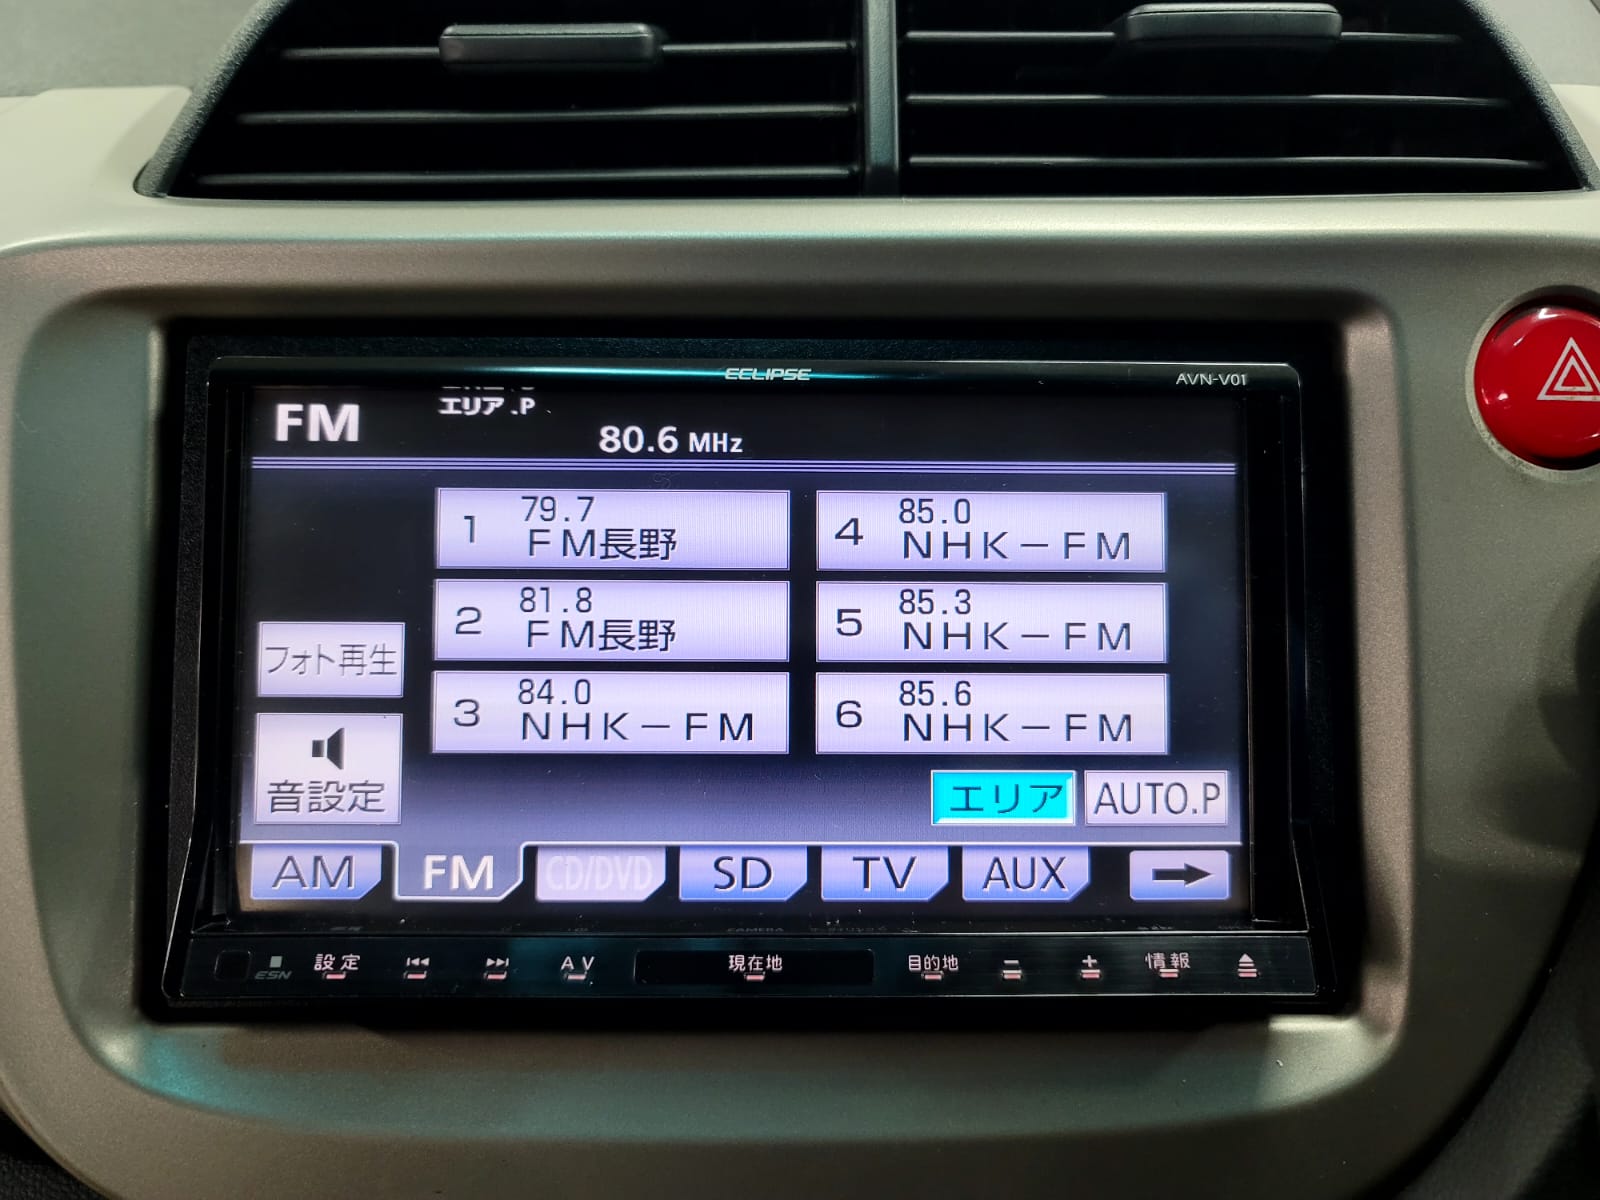 ECLIPSE
AVN-V01
FM
エリア.P
80.6 MHz
1 79.7
FM長野
4 85.0
NHK-FM
2 81.8
FM長野
5 85.3
NHK-FM
3 84.0
NHK-FM
6 85.6
NHK-FM
フォト再生
音設定
エリア
AUTO.P
AM
FM
CD/DVD
SD
TV
AUX
CAMERA
ESN
設定
AV
現在地
目的地
情報